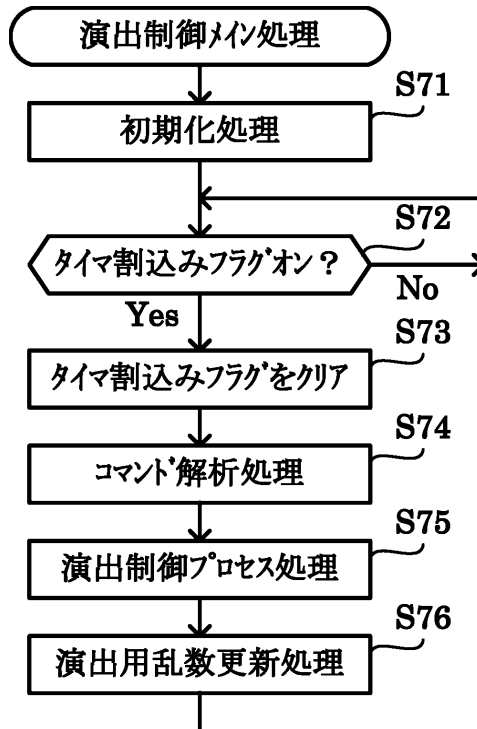 演出制御メイン処理
S71
初期化処理
S72
タイマ割込みフラグオン？
No
Yes
S73
タイマ割込みフラグをクリア
S74
コマンド解析処理
S75
演出制御プロセス処理
S76
演出用乱数更新処理